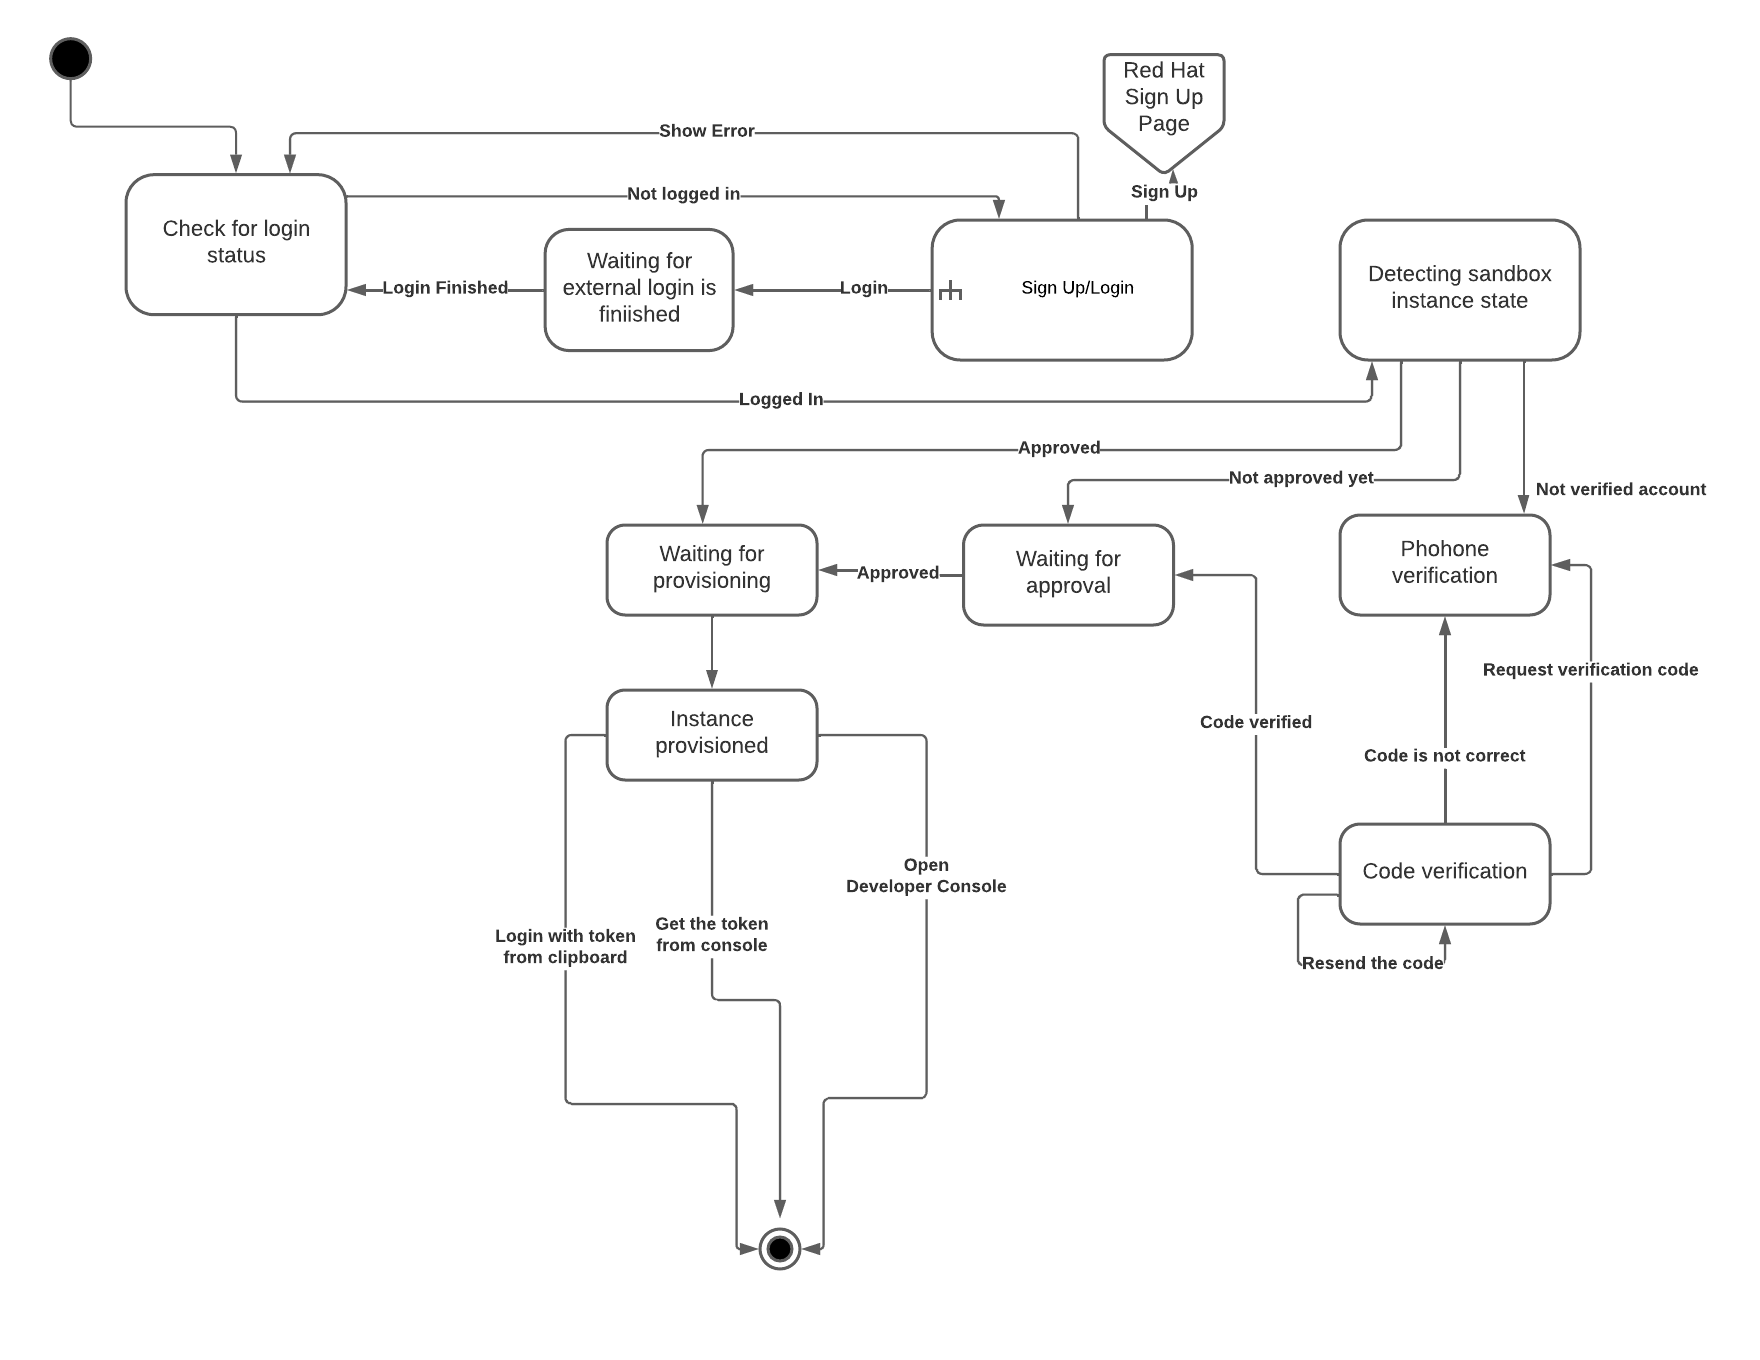 Red Hat
Sign Up
Page
Show Error
Not logged in
Sign Up
Check for login
status
Waiting for
external login is
finiished
Login Finished
Login
Sign Up/Login
Detecting sandbox
instance state
Logged In
Approved
Not approved yet
Not verified account
Waiting for
provisioning
Approved
Waiting for
approval
Phohone
verification
Request verification code
Instance
provisioned
Code verified
Code is not correct
Open
Developer Console
Code verification
Login with token
from clipboard
Get the token
from console
Resend the code